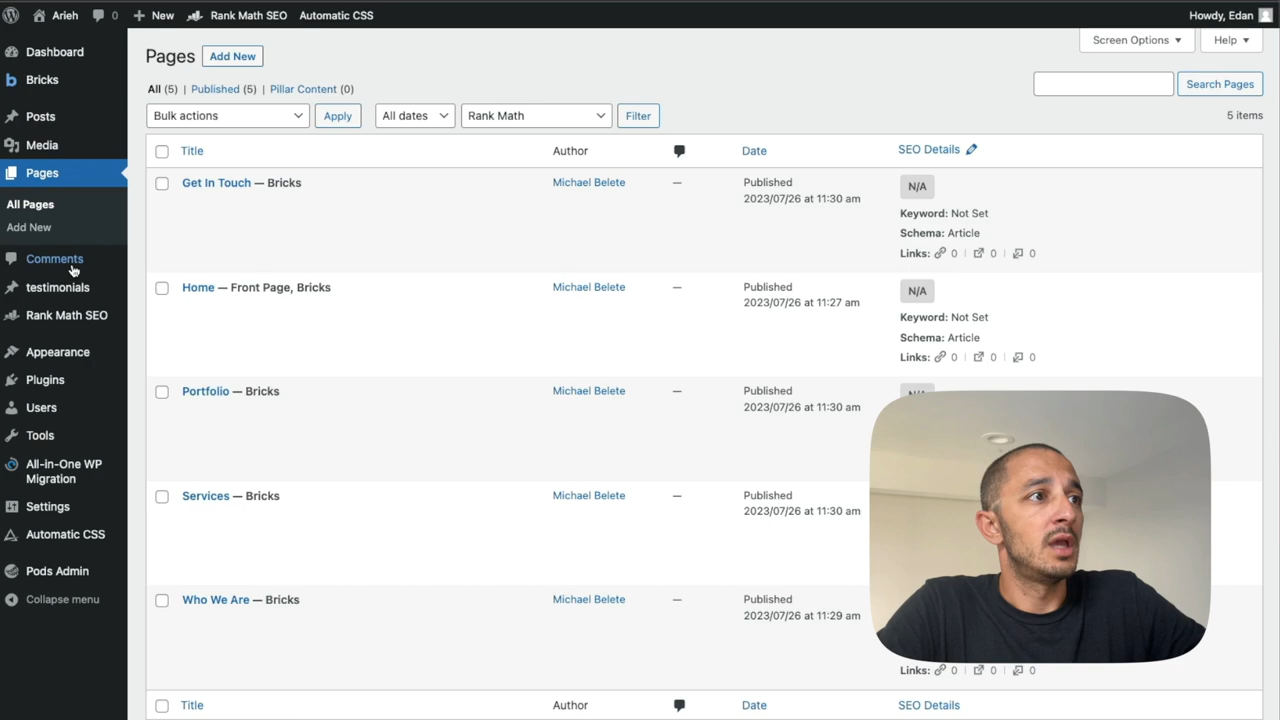 Arieh 0 New Rank Math SEO Automatic CSS Howdy, Edan
Screen Options Help
Dashboard
Bricks
Posts
Media
Pages
All Pages
Add New
Comments
testimonials
Rank Math SEO
Appearance
Plugins
Users
Tools
All-in-One WP
Migration
Settings
Automatic CSS
Pods Admin
Collapse menu
Pages Add New
All (5) | Published (5) | Pillar Content (0)
Search Pages
Bulk actions Apply All dates Rank Math Filter 5 items
Title Author Date SEO Details
Get In Touch — Bricks Michael Belete — Published N/A
2023/07/26 at 11:30 am
Keyword: Not Set
Schema: Article
Links: 0 | 0 | 0
Home — Front Page, Bricks Michael Belete — Published N/A
2023/07/26 at 11:27 am
Keyword: Not Set
Schema: Article
Links: 0 | 0 | 0
Portfolio — Bricks Michael Belete — Published
2023/07/26 at 11:30 am
Services — Bricks Michael Belete — Published
2023/07/26 at 11:30 am
Who We Are — Bricks Michael Belete — Published
2023/07/26 at 11:29 am
Links: 0 | 0 | 0
Title Author Date SEO Details